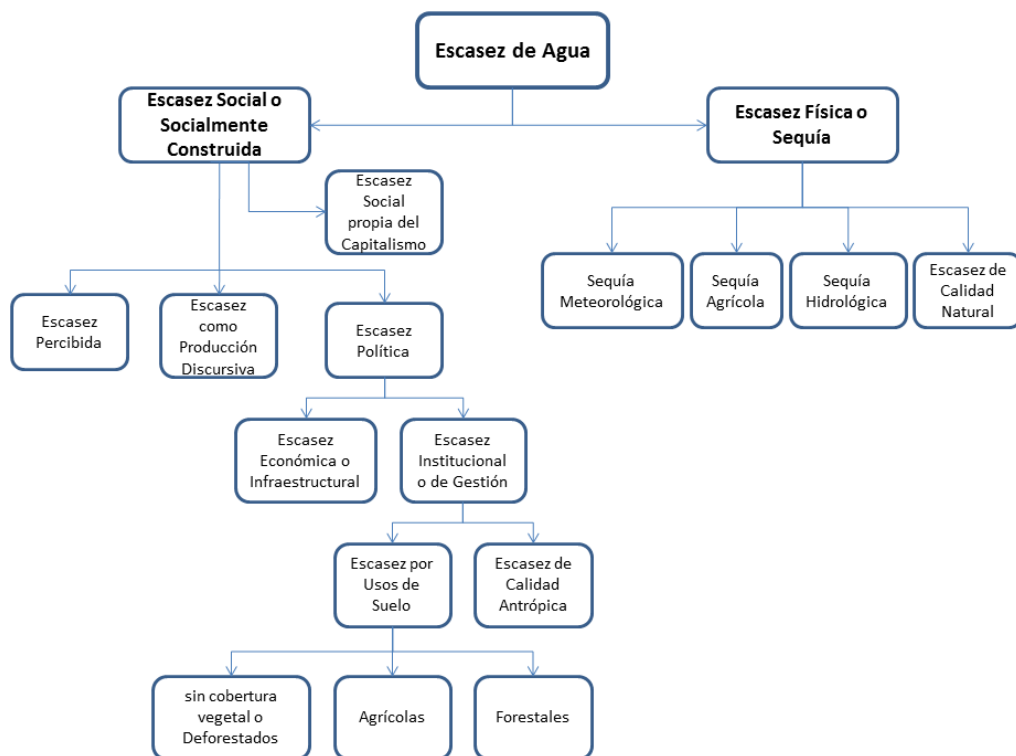 Escasez de Agua
Escasez Social o
Socialmente
Construida
Escasez Física o
Sequía
Escasez
Social
propia del
Capitalismo
Sequía
Meteorológica
Sequía
Agrícola
Sequía
Hidrológica
Escasez de
Calidad
Natural
Escasez
Percibida
Escasez
como
Producción
Discursiva
Escasez
Política
Escasez
Económica o
Infraestructural
Escasez
Institucional
o de Gestión
Escasez por
Usos de
Suelo
Escasez de
Calidad
Antrópica
sin cobertura
vegetal o
Deforestados
Agrícolas
Forestales